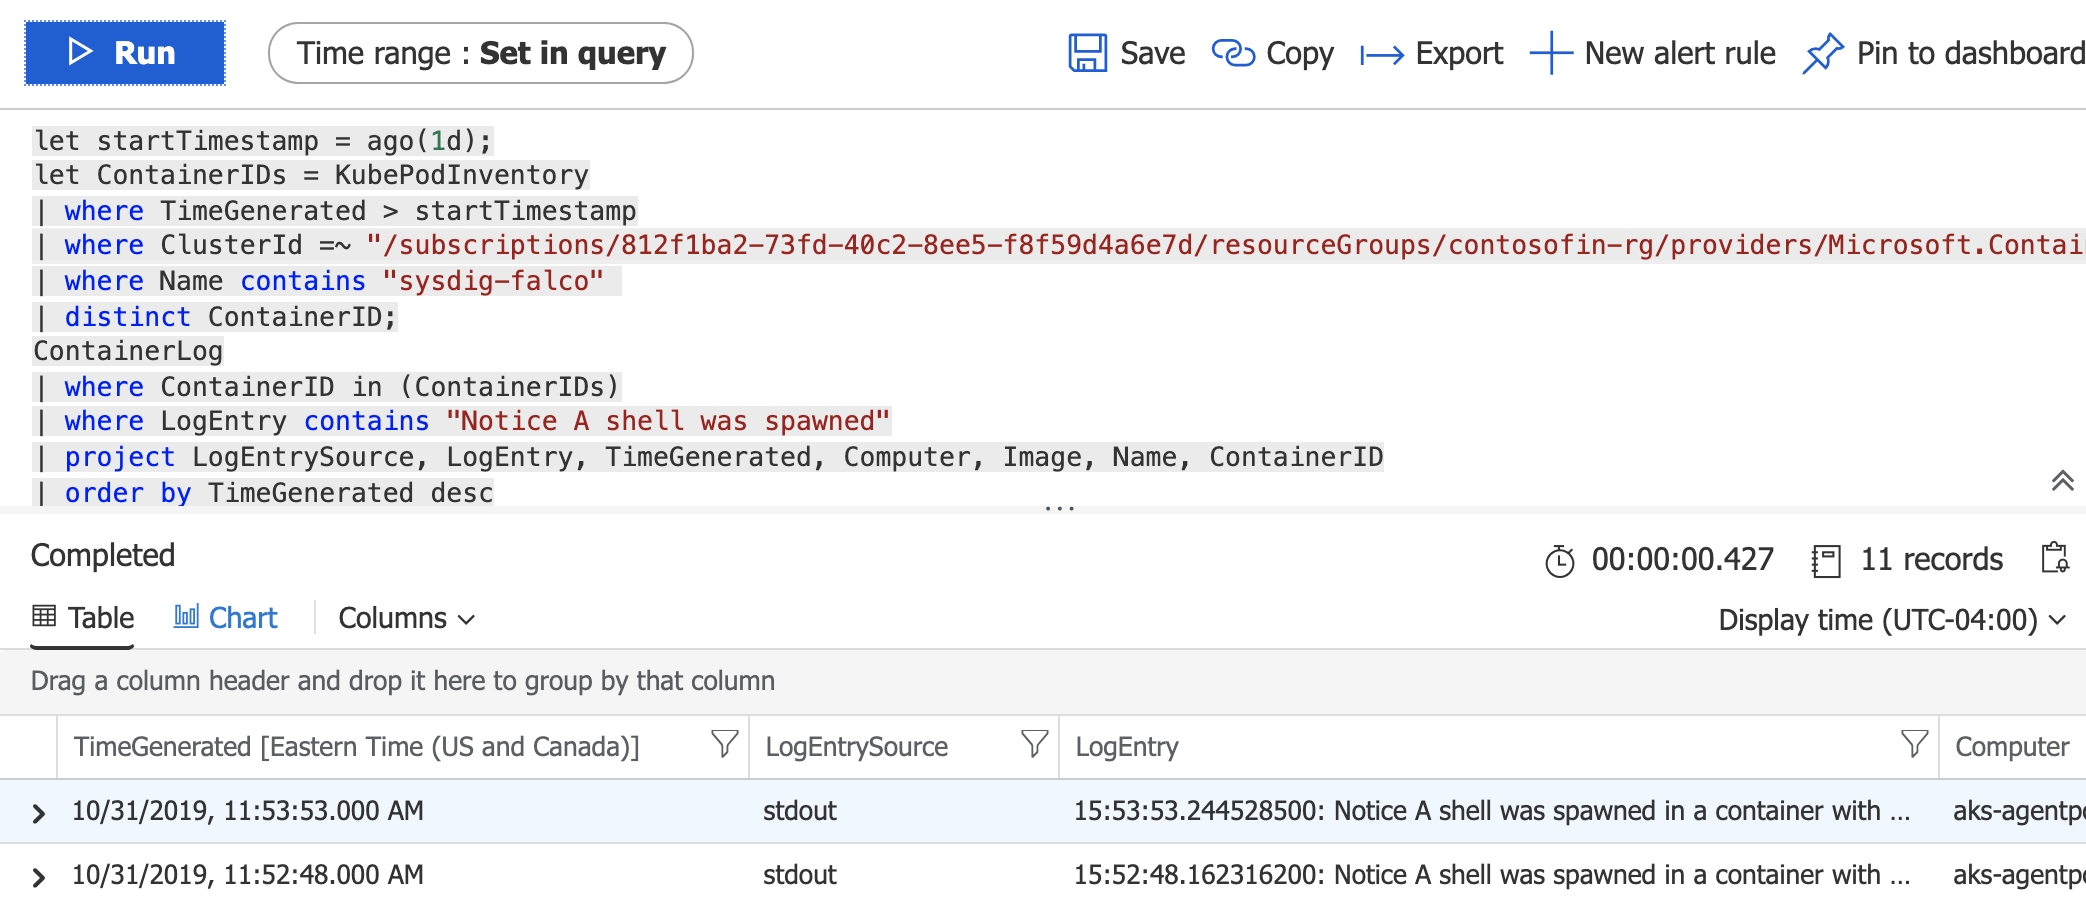 Run Time range : Set in query Save Copy Export New alert rule Pin to dashboard
let startTimestamp = ago(1d);
let ContainerIDs = KubePodInventory
| where TimeGenerated > startTimestamp
| where ClusterId =~ "/subscriptions/812f1ba2-73fd-40c2-8ee5-f8f59d4a6e7d/resourceGroups/contosofin-rg/providers/Microsoft.Contai
| where Name contains "sysdig-falco"
| distinct ContainerID;
ContainerLog
| where ContainerID in (ContainerIDs)
| where LogEntry contains "Notice A shell was spawned"
| project LogEntrySource, LogEntry, TimeGenerated, Computer, Image, Name, ContainerID
| order by TimeGenerated desc
...
Completed 00:00:00.427 11 records
Table Chart Columns Display time (UTC-04:00)
Drag a column header and drop it here to group by that column
TimeGenerated [Eastern Time (US and Canada)] LogEntrySource LogEntry Computer
10/31/2019, 11:53:53.000 AM stdout 15:53:53.244528500: Notice A shell was spawned in a container with ... aks-agentp
10/31/2019, 11:52:48.000 AM stdout 15:52:48.162316200: Notice A shell was spawned in a container with ... aks-agentp